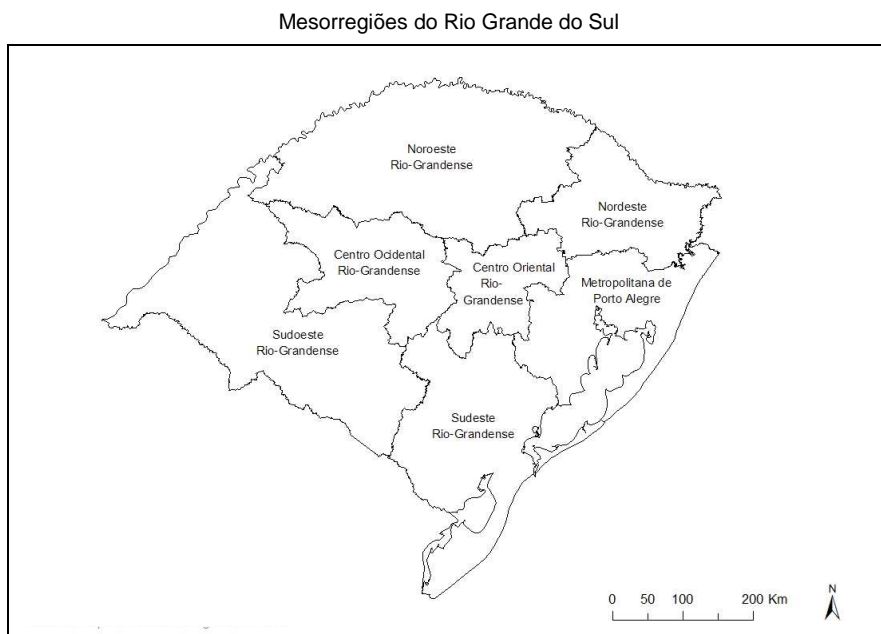 Mesorregiões do Rio Grande do Sul
Noroeste
Rio-Grandense
Nordeste
Rio-Grandense
Centro Ocidental
Rio-Grandense
Centro Oriental
Rio-
Grandense
Metropolitana de
Porto Alegre
Sudoeste
Rio-Grandense
Sudeste
Rio-Grandense
N
0 50 100 200 Km